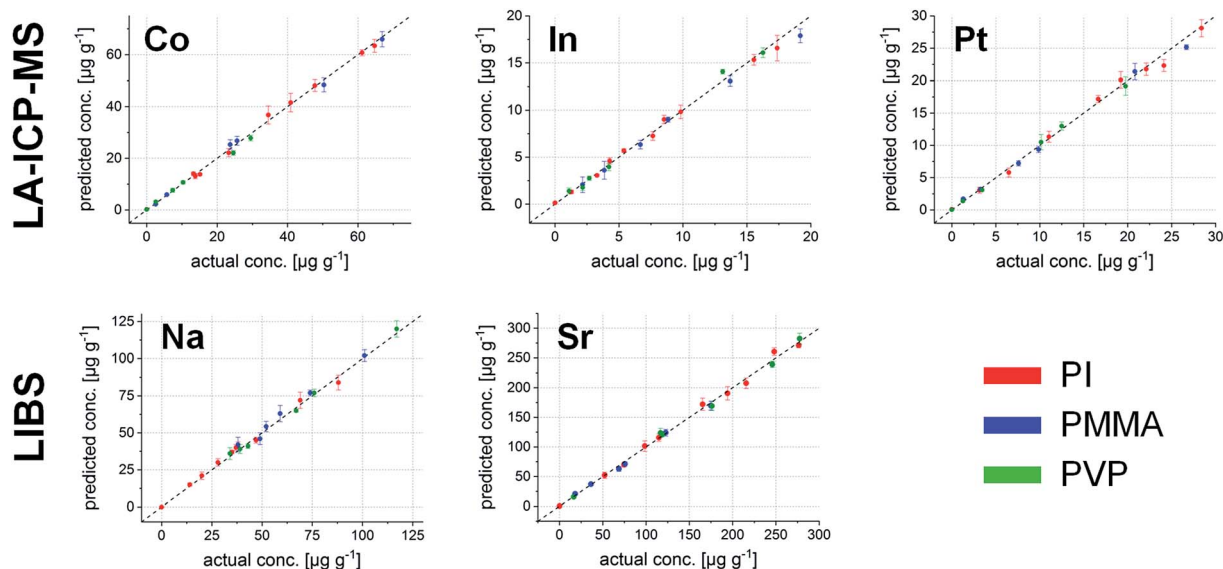 LA-ICP-MS
Co
predicted conc. [µg g⁻¹]
60
40
20
0
0 20 40 60
actual conc. [µg g⁻¹]
In
predicted conc. [µg g⁻¹]
20
15
10
5
0
0 5 10 15 20
actual conc. [µg g⁻¹]
Pt
predicted conc. [µg g⁻¹]
30
25
20
15
10
5
0
0 5 10 15 20 25 30
actual conc. [µg g⁻¹]
LIBS
Na
predicted conc. [µg g⁻¹]
125
100
75
50
25
0
0 25 50 75 100 125
actual conc. [µg g⁻¹]
Sr
predicted conc. [µg g⁻¹]
300
250
200
150
100
50
0
0 50 100 150 200 250 300
actual conc. [µg g⁻¹]
PI
PMMA
PVP